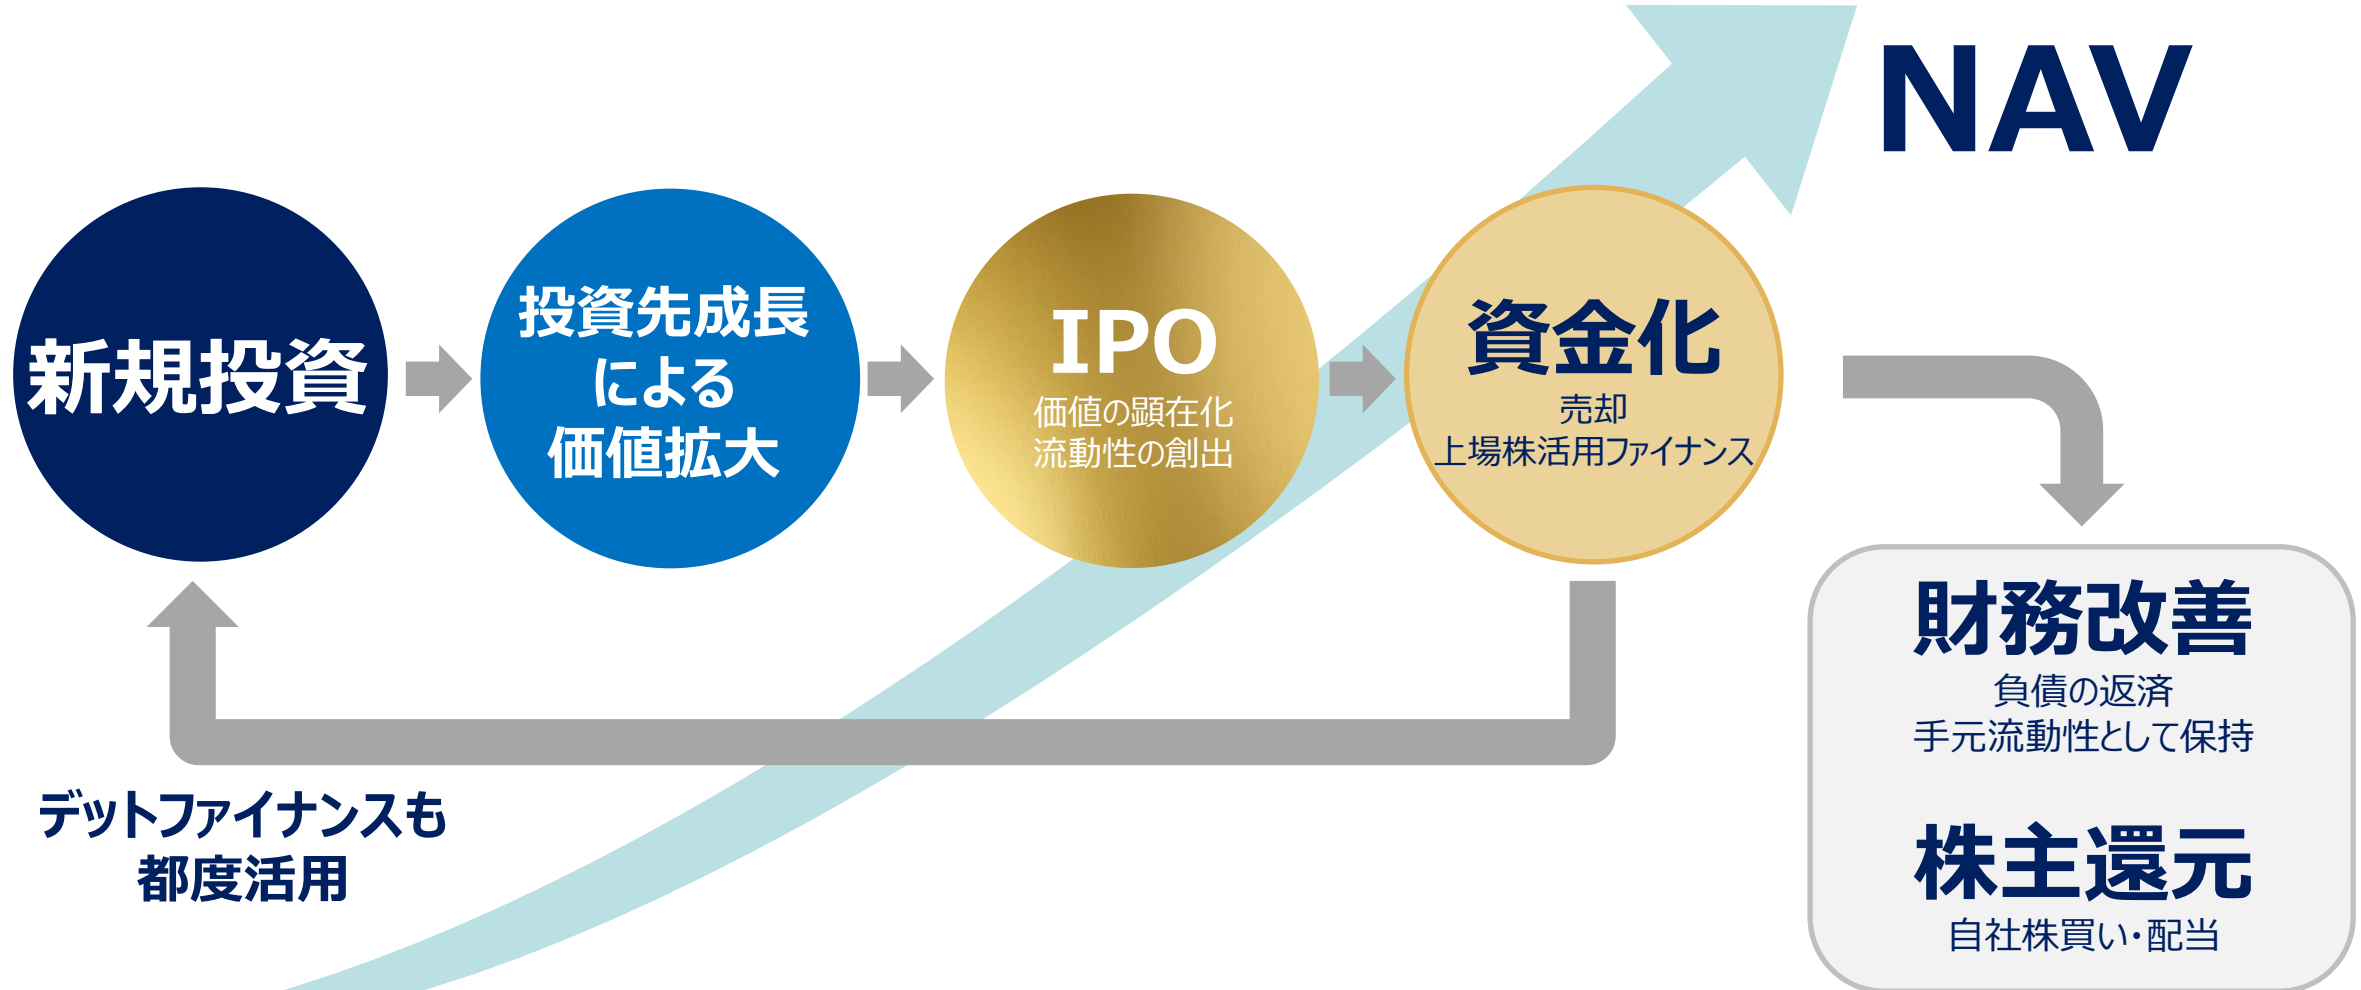 NAV
新規投資
投資先成長
による
価値拡大
IPO
価値の顕在化
流動性の創出
資金化
売却
上場株活用ファイナンス
財務改善
負債の返済
手元流動性として保持
株主還元
自社株買い・配当
デットファイナンスも
都度活用